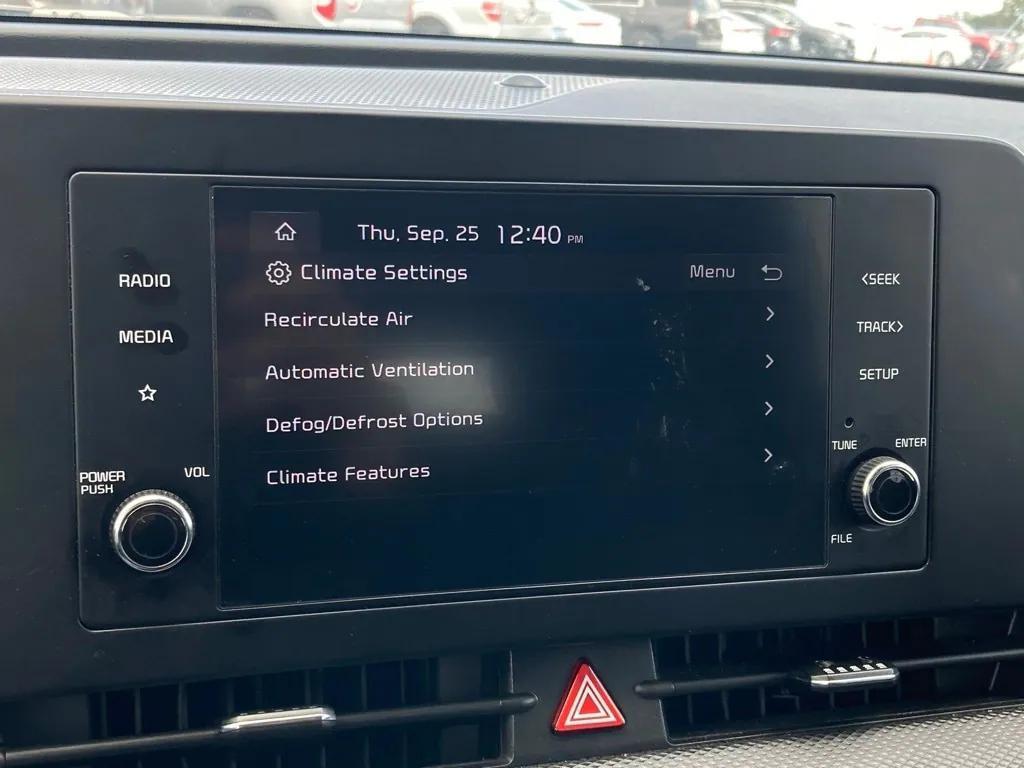 Thu, Sep. 25 12:40 PM
Climate Settings Menu
Recirculate Air
Automatic Ventilation
Defog/Defrost Options
Climate Features
RADIO
MEDIA
POWER
PUSH
VOL
<SEEK
TRACK>
SETUP
TUNE
ENTER
FILE